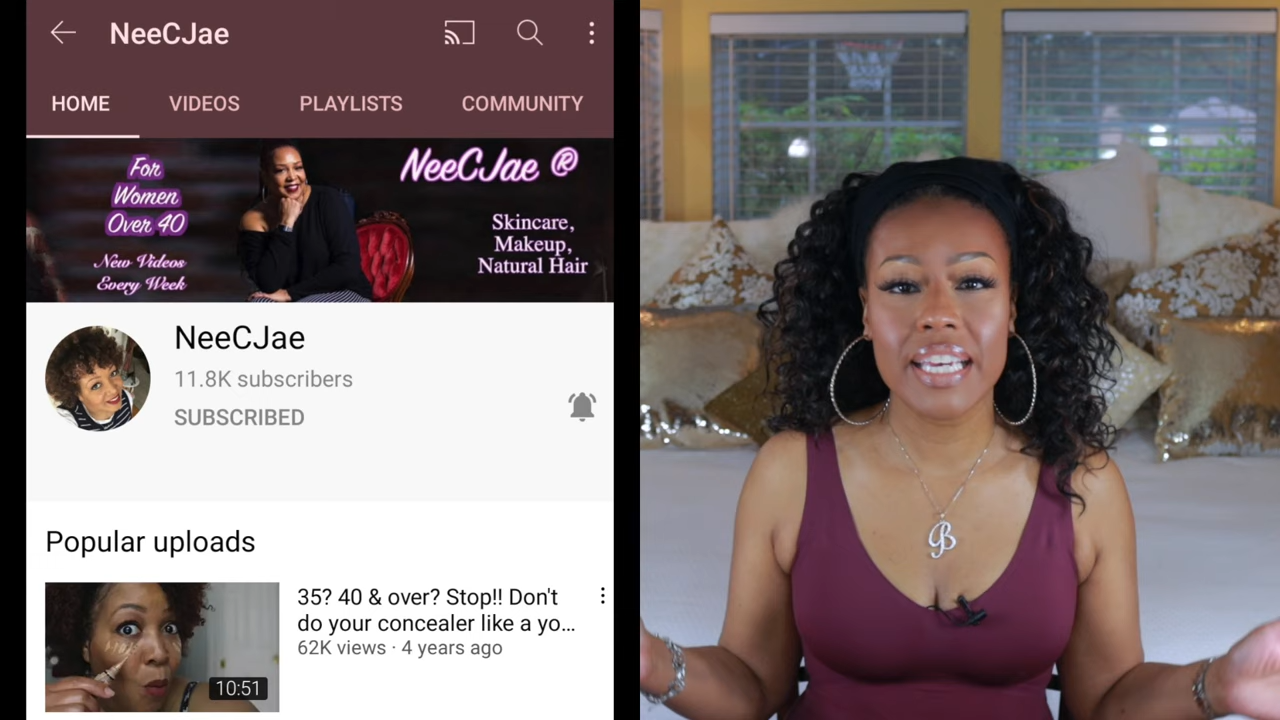 NeeCJae
HOME VIDEOS PLAYLISTS COMMUNITY
For
Women
Over 40
New Videos
Every Week
NeeCJae ®
Skincare,
Makeup,
Natural Hair
NeeCJae
11.8K subscribers
SUBSCRIBED
Popular uploads
35? 40 & over? Stop!! Don't
do your concealer like a yo...
62K views · 4 years ago
10:51
B